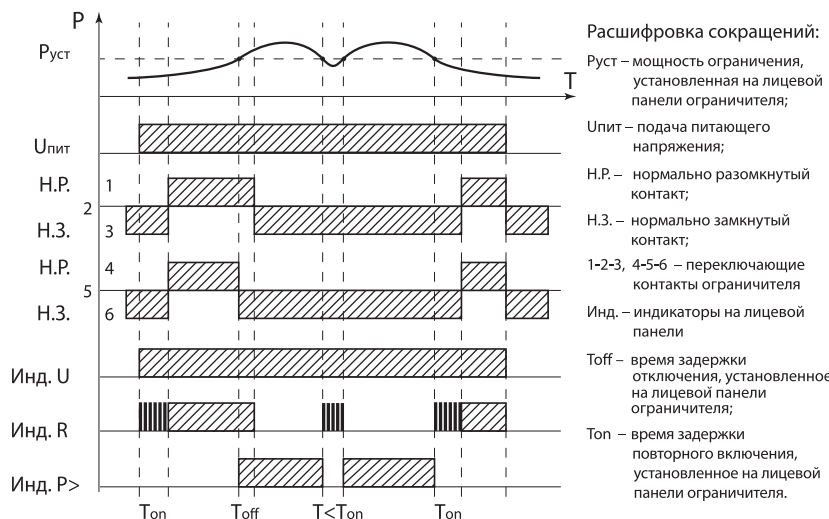 P
Pуст
T
Uпит
Н.Р. 1
2
Н.З. 3
Н.Р. 4
5
Н.З. 6
Инд. U
Инд. R
Инд. P>
Ton Toff T<Ton Ton
Расшифровка сокращений:
Pуст – мощность ограничения,
установленная на лицевой
панели ограничителя;
Uпит – подача питающего
напряжения;
Н.Р. – нормально разомкнутый
контакт;
Н.З. – нормально замкнутый
контакт;
1-2-3, 4-5-6 – переключающие
контакты ограничителя
Инд. – индикаторы на лицевой
панели
Toff – время задержки
отключения, установленное
на лицевой панели
ограничителя;
Ton – время задержки
повторного включения,
установленное на лицевой
панели ограничителя.